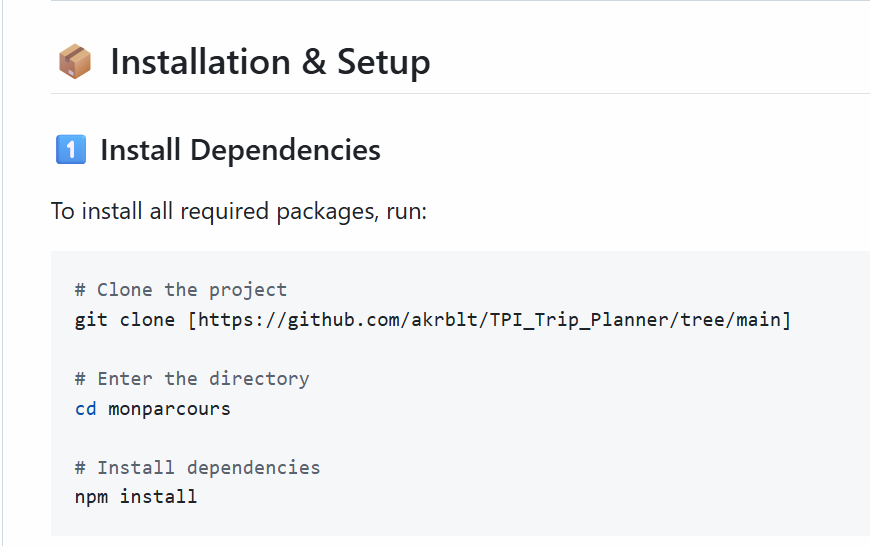 📦 Installation & Setup
1️⃣ Install Dependencies
To install all required packages, run:
# Clone the project
git clone [https://github.com/akrblt/TPI_Trip_Planner/tree/main]
# Enter the directory
cd monparcours
# Install dependencies
npm install